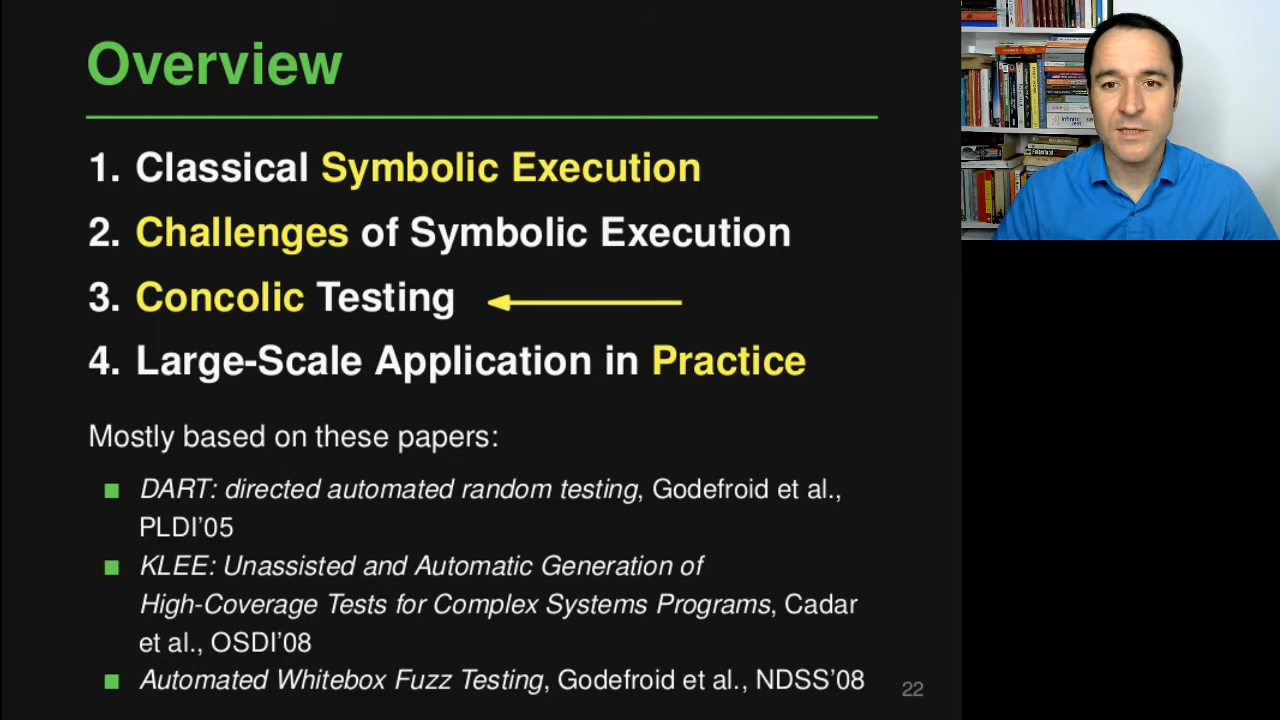 Overview
1. Classical Symbolic Execution
2. Challenges of Symbolic Execution
3. Concolic Testing
4. Large-Scale Application in Practice
Mostly based on these papers:
■ DART: directed automated random testing, Godefroid et al.,
PLDI'05
■ KLEE: Unassisted and Automatic Generation of
High-Coverage Tests for Complex Systems Programs, Cadar
et al., OSDI'08
■ Automated Whitebox Fuzz Testing, Godefroid et al., NDSS'08
22